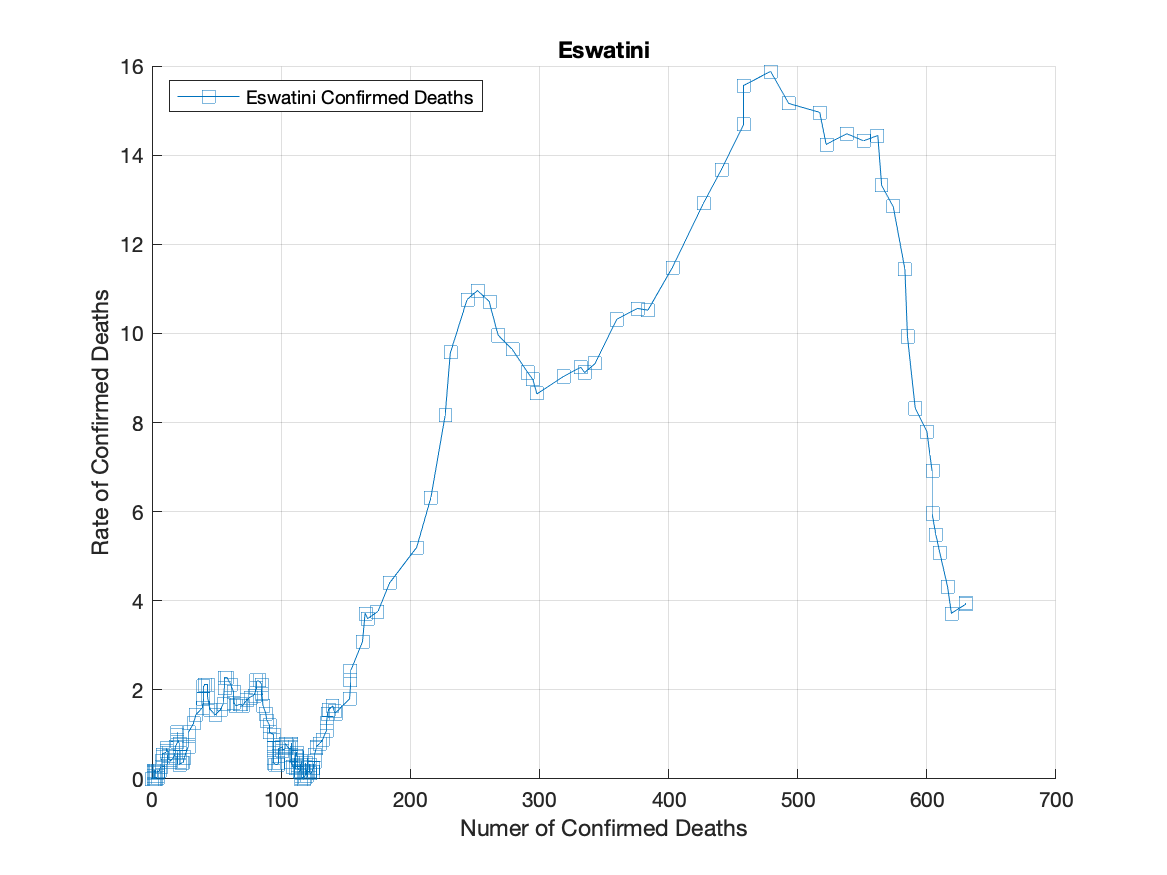 Eswatini
Eswatini Confirmed Deaths
16
14
12
10
8
6
4
2
0
Rate of Confirmed Deaths
0 100 200 300 400 500 600 700
Numer of Confirmed Deaths